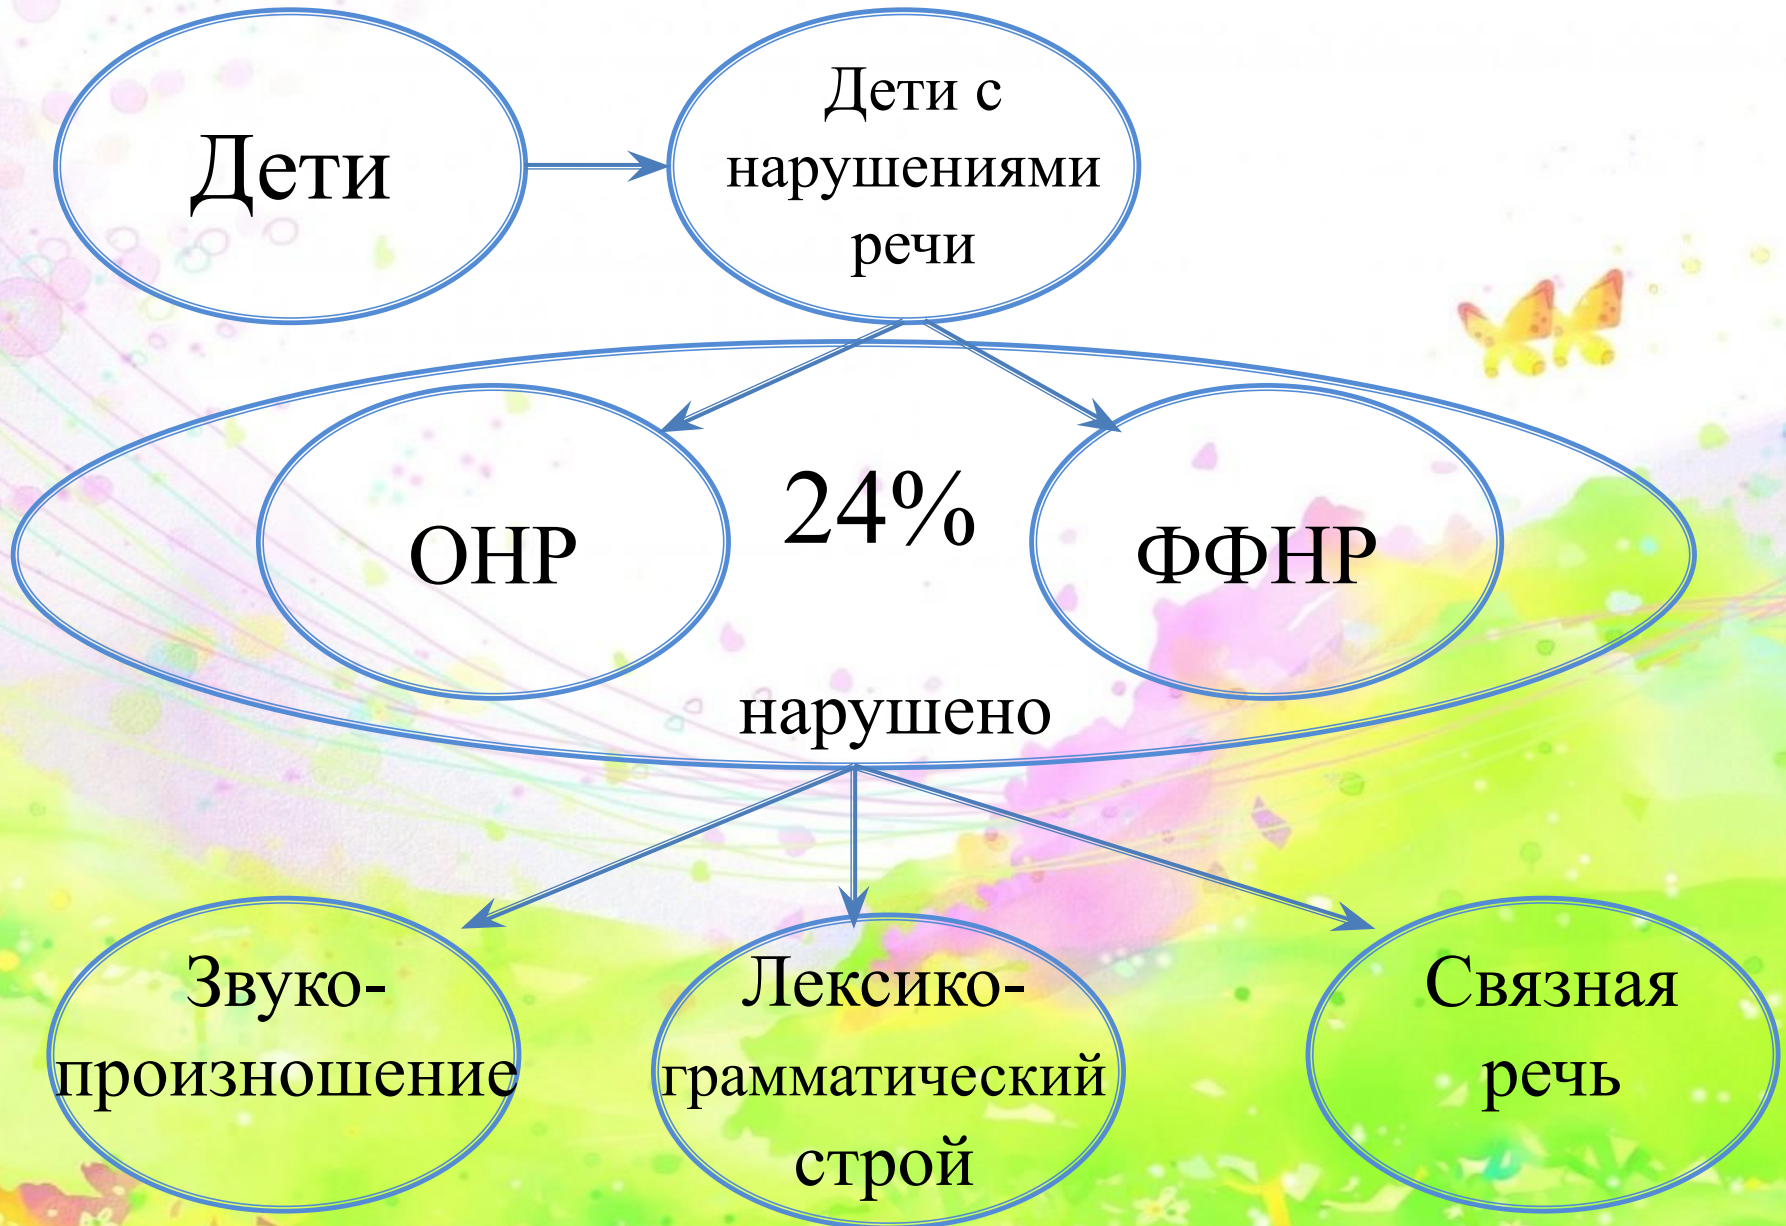 Дети
Дети с
нарушениями
речи
24%
ОНР
ФФНР
нарушено
Звуко-
произношение
Лексико-
грамматический
строй
Связная
речь